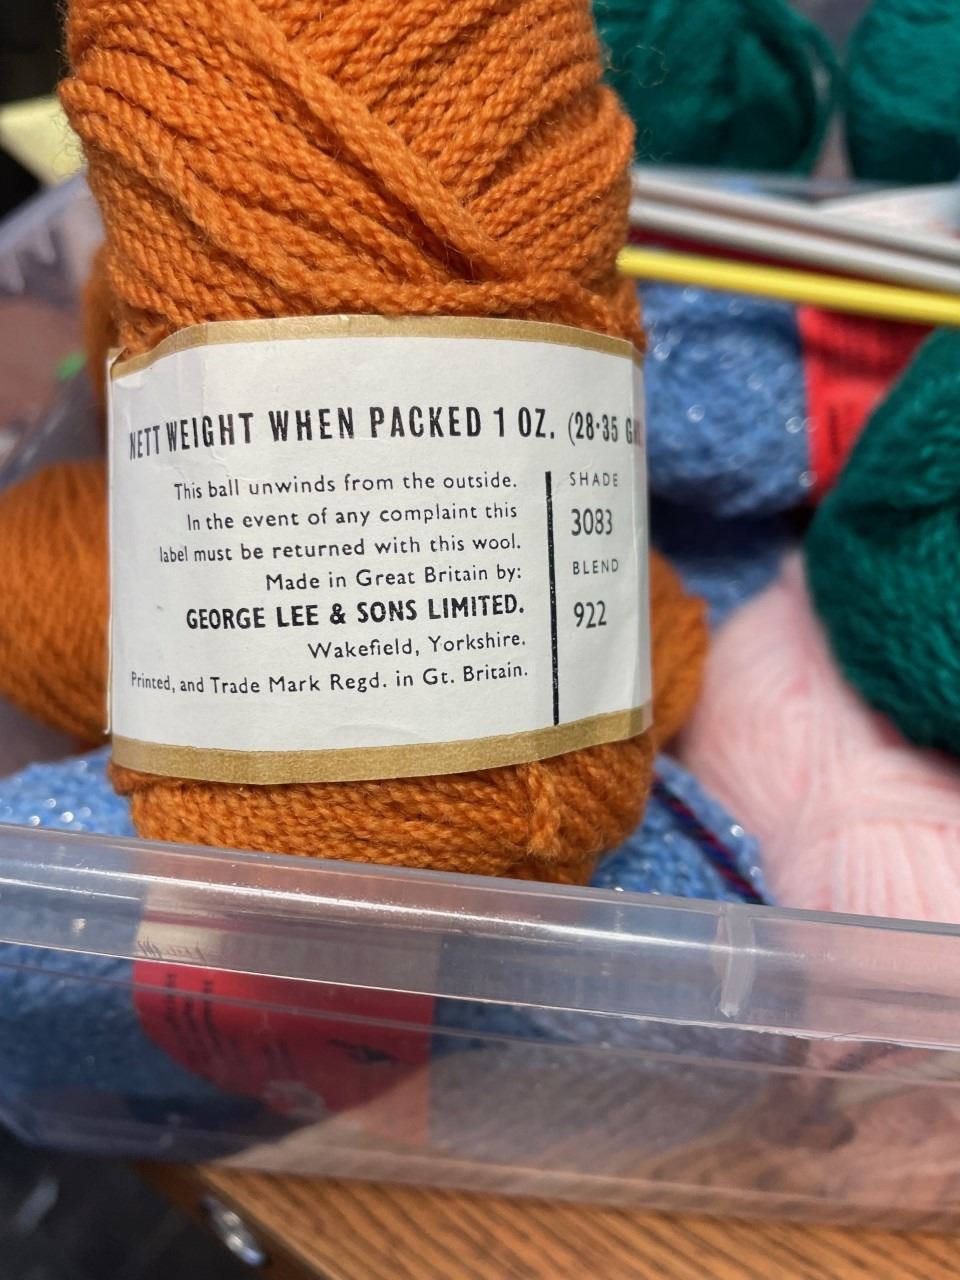 NETT WEIGHT WHEN PACKED 1 OZ. (28·35
This ball unwinds from the outside.
In the event of any complaint this
label must be returned with this wool.
Made in Great Britain by:
GEORGE LEE & SONS LIMITED.
Wakefield, Yorkshire.
Printed, and Trade Mark Regd. in Gt. Britain.
SHADE
3083
BLEND
922